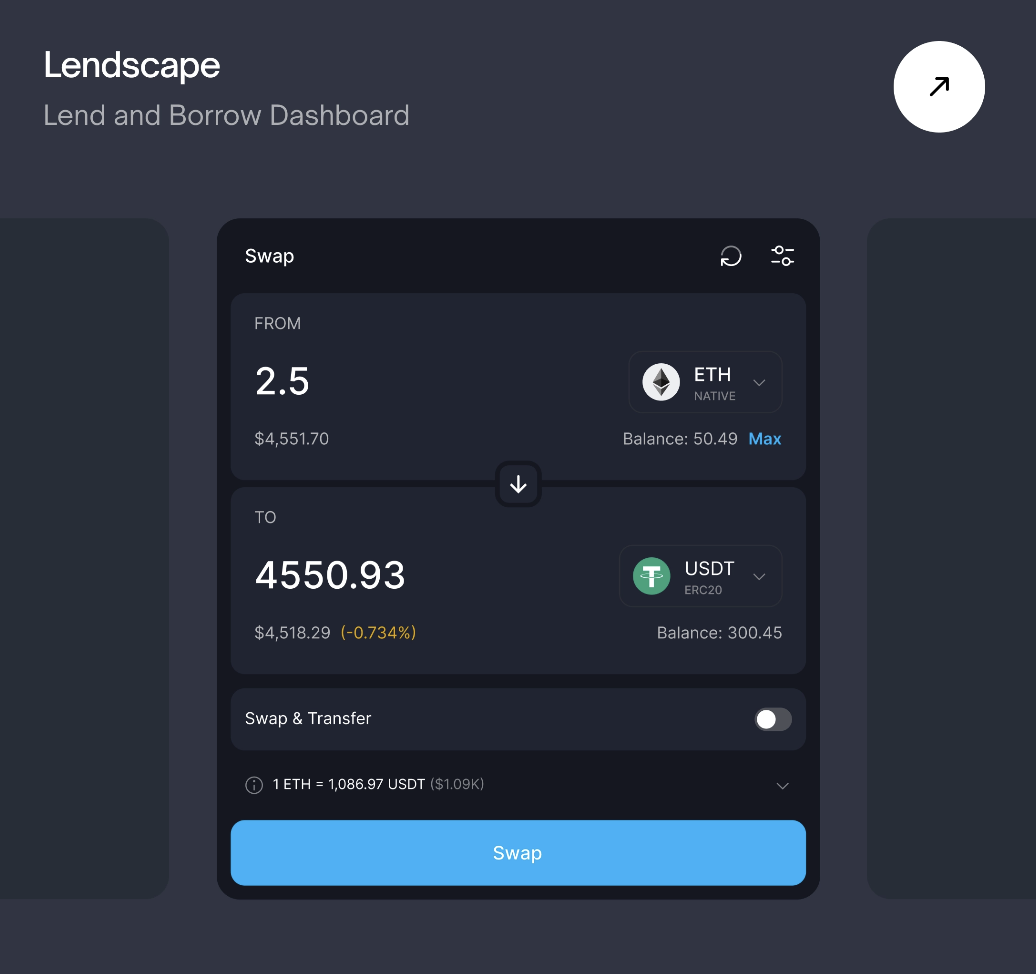 Lendscape
Lend and Borrow Dashboard
Swap
FROM
2.5
ETH
NATIVE
$4,551.70
Balance: 50.49 Max
TO
4550.93
USDT
ERC20
$4,518.29 (-0.734%)
Balance: 300.45
Swap & Transfer
1 ETH = 1,086.97 USDT ($1.09K)
Swap